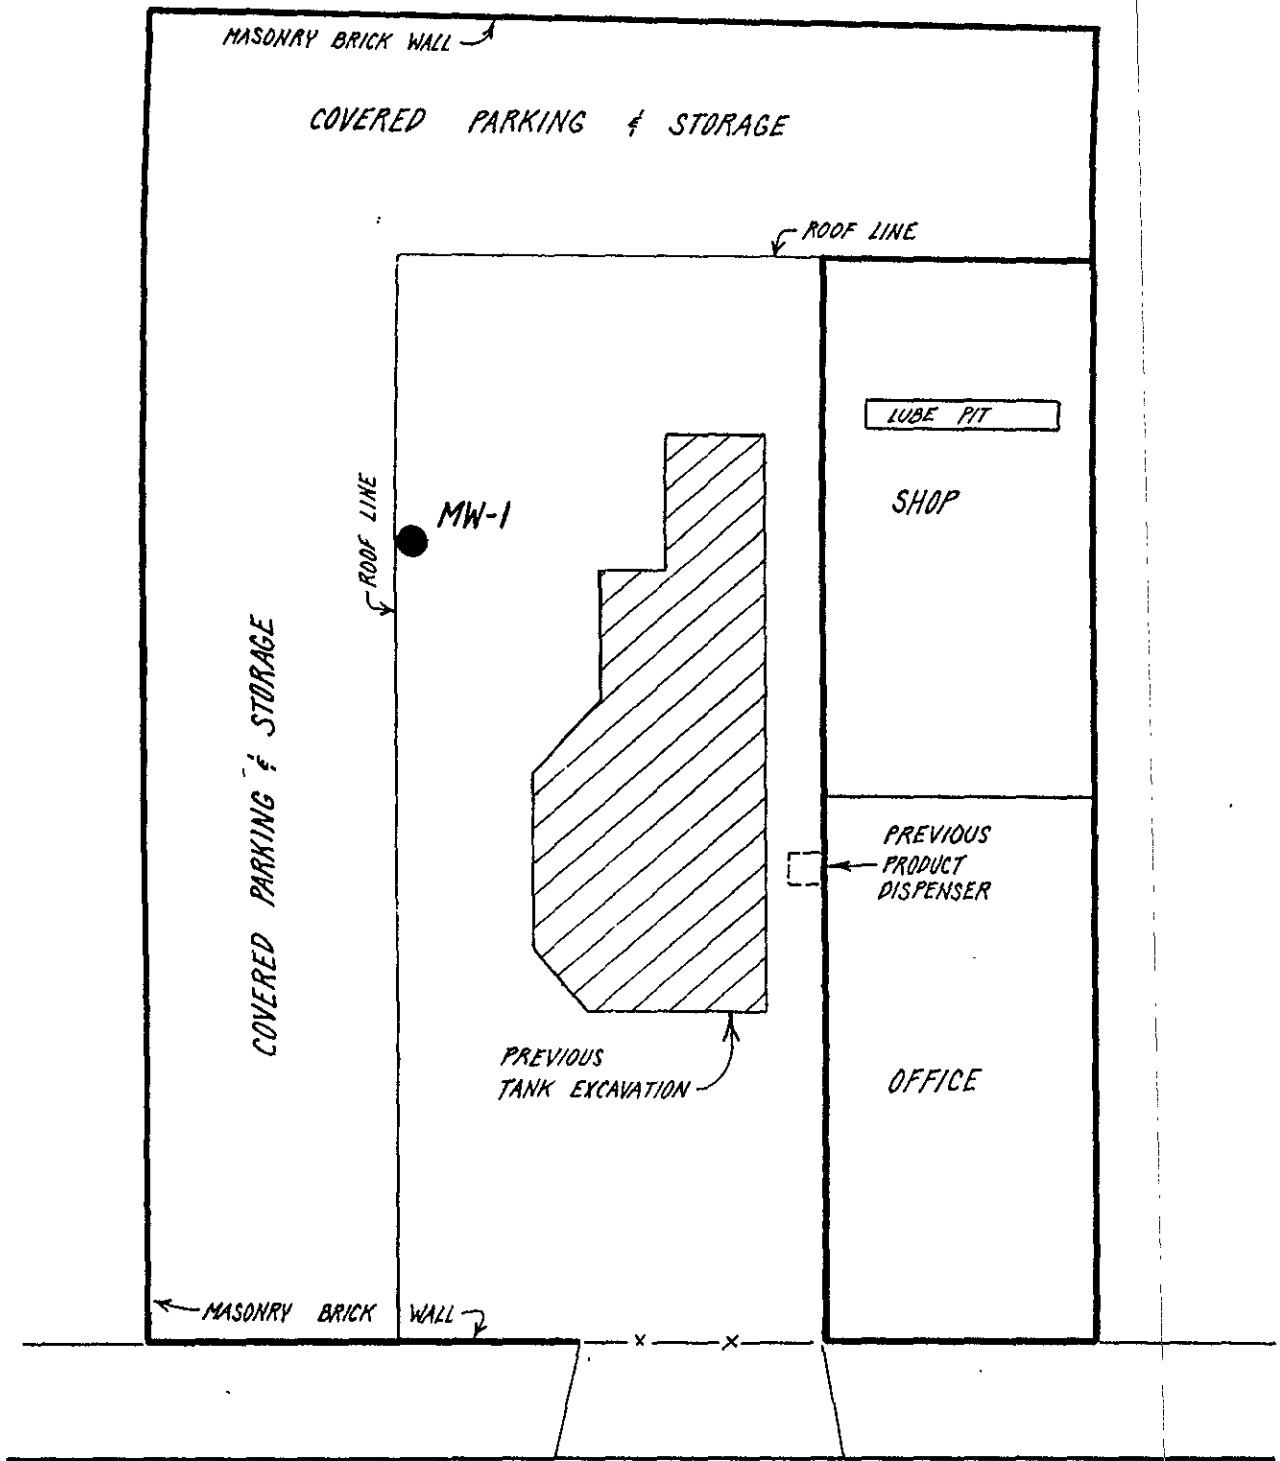 MASONRY BRICK WALL
COVERED PARKING & STORAGE
ROOF LINE
LUBE PIT
SHOP
MW-1
ROOF LINE
COVERED PARKING & STORAGE
PREVIOUS
PRODUCT
DISPENSER
PREVIOUS
TANK EXCAVATION
OFFICE
MASONRY BRICK WALL